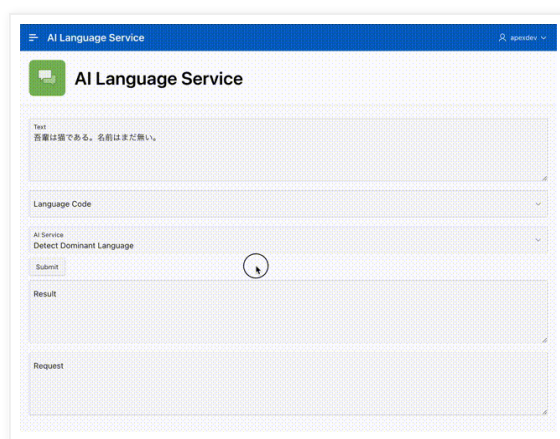 AI Language Service
apexdev
AI Language Service
Text
吾輩は猫である。名前はまだ無い。
Language Code
AI Service
Detect Dominant Language
Submit
Result
Request